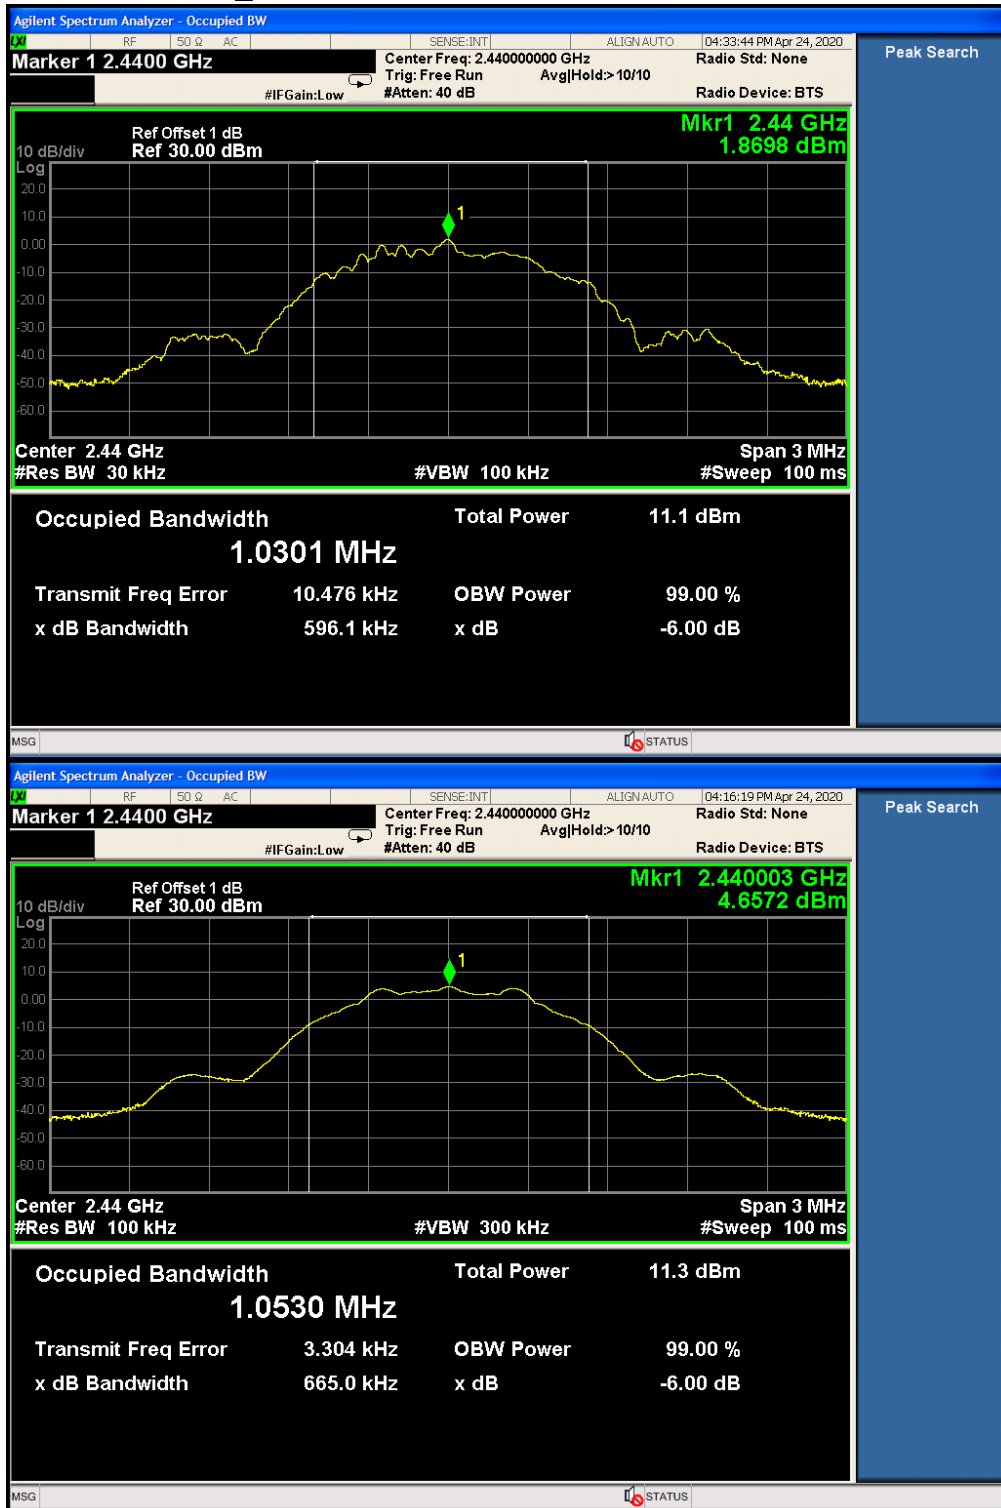 Agilent Spectrum Analyzer - Occupied BW
LXI RF 50 Ω AC SENSE:INT ALIGN AUTO 04:33:44 PM Apr 24, 2020
Marker 1 2.4400 GHz Center Freq: 2.440000000 GHz Radio Std: None Peak Search
Trig: Free Run Avg|Hold:> 10/10
#IFGain:Low #Atten: 40 dB Radio Device: BTS
Mkr1 2.44 GHz
Ref Offset 1 dB
10 dB/div Ref 30.00 dBm 1.8698 dBm
Log
20.0
10.0
1
0.00
-10.0
-20.0
-30.0
-40.0
-50.0
-60.0
Center 2.44 GHz Span 3 MHz
#Res BW 30 kHz #VBW 100 kHz #Sweep 100 ms
Occupied Bandwidth Total Power 11.1 dBm
1.0301 MHz
Transmit Freq Error 10.476 kHz OBW Power 99.00 %
x dB Bandwidth 596.1 kHz x dB -6.00 dB
MSG STATUS
Agilent Spectrum Analyzer - Occupied BW
LXI RF 50 Ω AC SENSE:INT ALIGN AUTO 04:16:19 PM Apr 24, 2020
Marker 1 2.4400 GHz Center Freq: 2.440000000 GHz Radio Std: None Peak Search
Trig: Free Run Avg|Hold:> 10/10
#IFGain:Low #Atten: 40 dB Radio Device: BTS
Mkr1 2.440003 GHz
Ref Offset 1 dB
10 dB/div Ref 30.00 dBm 4.6572 dBm
Log
20.0
1
10.0
0.00
-10.0
-20.0
-30.0
-40.0
-50.0
-60.0
Center 2.44 GHz Span 3 MHz
#Res BW 100 kHz #VBW 300 kHz #Sweep 100 ms
Occupied Bandwidth Total Power 11.3 dBm
1.0530 MHz
Transmit Freq Error 3.304 kHz OBW Power 99.00 %
x dB Bandwidth 665.0 kHz x dB -6.00 dB
MSG STATUS